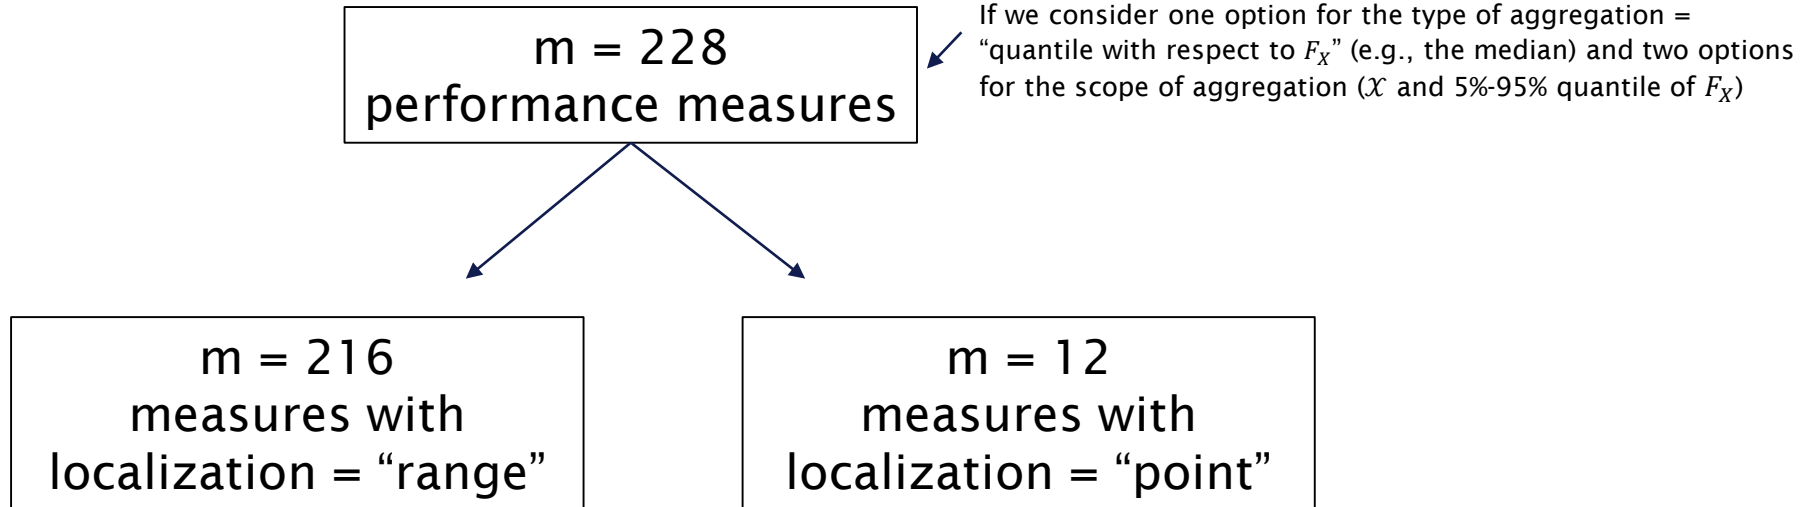 m = 228
performance measures
If we consider one option for the type of aggregation =
“quantile with respect to F_X” (e.g., the median) and two options
for the scope of aggregation (𝒳 and 5%-95% quantile of F_X)
m = 216
measures with
localization = “range”
m = 12
measures with
localization = “point”